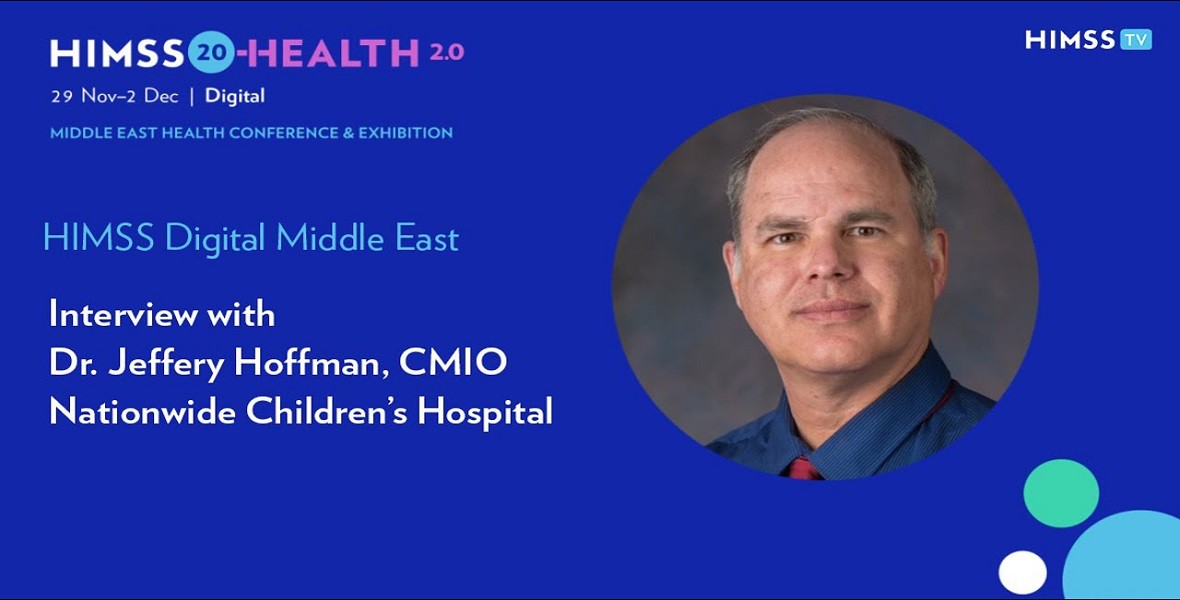 HIMSS20-HEALTH 2.0
29 Nov–2 Dec | Digital
MIDDLE EAST HEALTH CONFERENCE & EXHIBITION
HIMSS TV
HIMSS Digital Middle East
Interview with
Dr. Jeffery Hoffman, CMIO
Nationwide Children’s Hospital